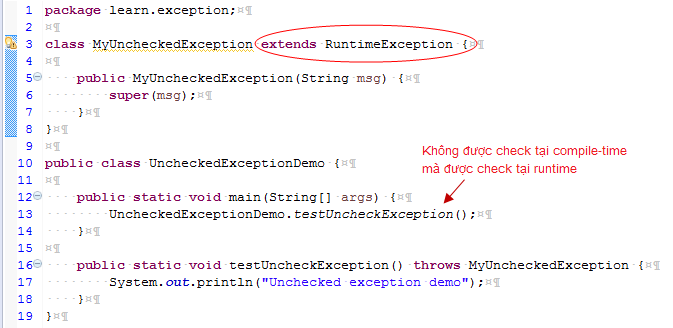 1 package learn.exception;¤¶
2 ¤¶
3 class MyUncheckedException extends RuntimeException {¤¶
4 ¤¶
5 public MyUncheckedException(String msg) {¤¶
6 super(msg);¤¶
7 }¤¶
8 }¤¶
9 ¤¶
10 public class UncheckedExceptionDemo {¤¶
11 ¤¶
Không được check tại compile-time
mà được check tại runtime
12 public static void main(String[] args) {¤¶
13 UncheckedExceptionDemo.testUncheckException();¤¶
14 }¤¶
15 ¤¶
16 public static void testUncheckException() throws MyUncheckedException {¤¶
17 System.out.println("Unchecked exception demo");¤¶
18 }¤¶
19 }¤¶